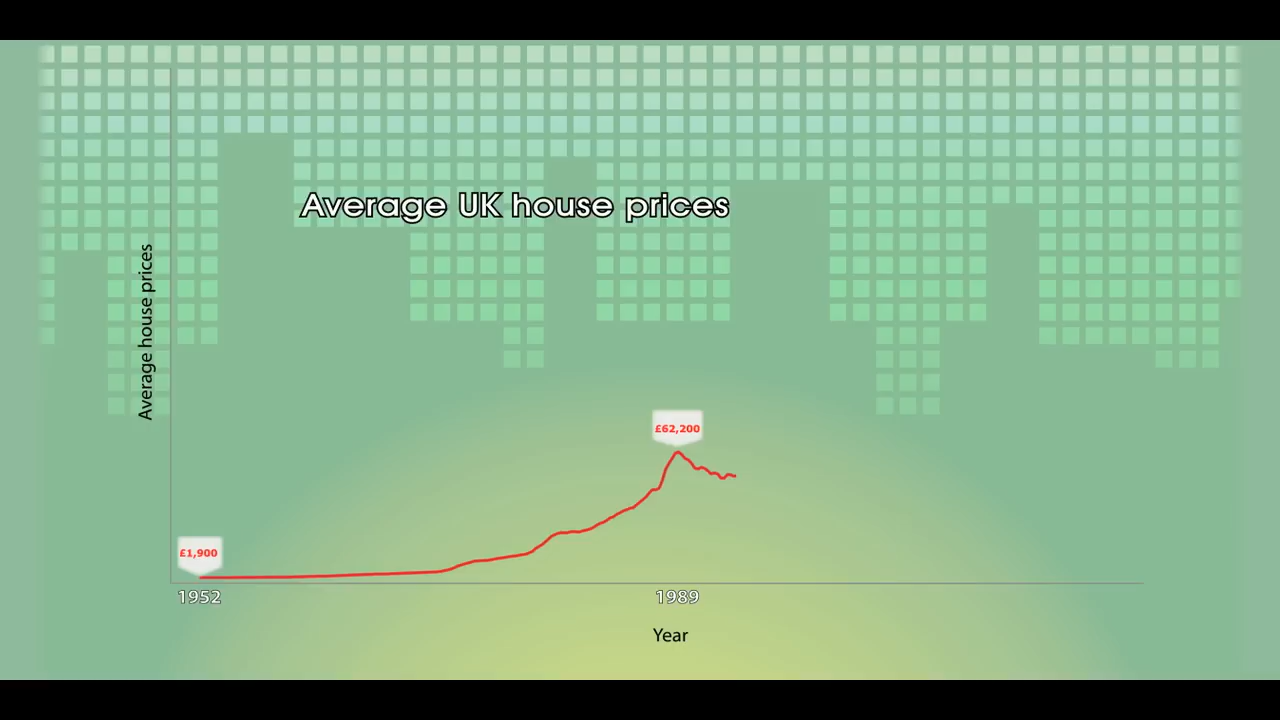 Average UK house prices
Average house prices
£62,200
£1,900
1952
1989
Year